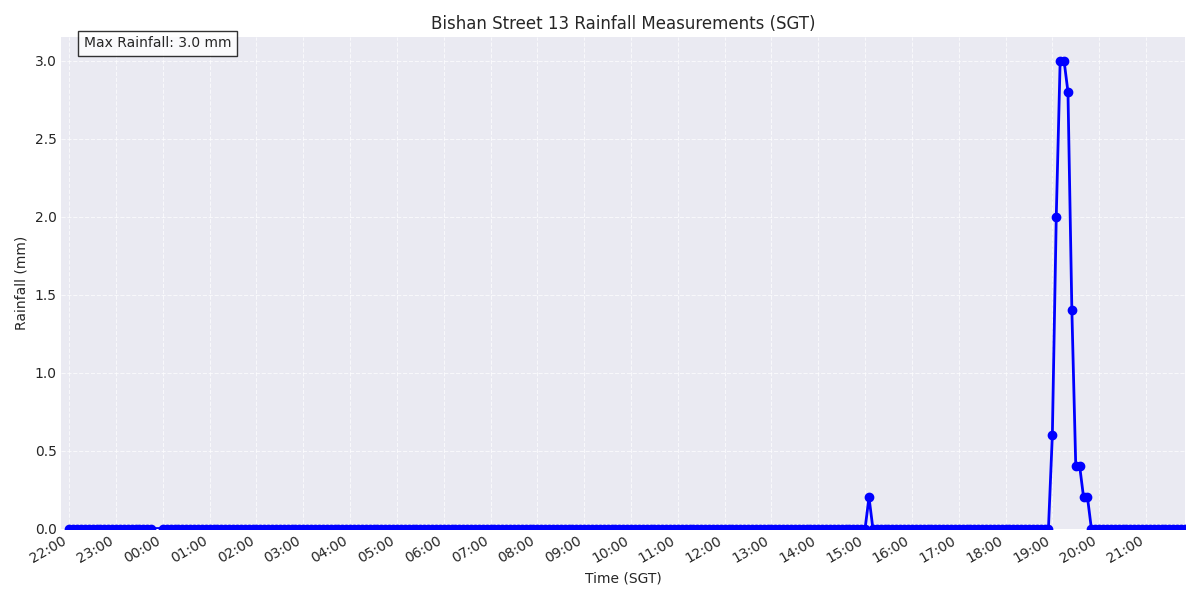 Bishan Street 13 Rainfall Measurements (SGT)
Max Rainfall: 3.0 mm
3.0
2.5
2.0
1.5
1.0
0.5
0.0
Rainfall (mm)
22:00 23:00 00:00 01:00 02:00 03:00 04:00 05:00 06:00 07:00 08:00 09:00 10:00 11:00 12:00 13:00 14:00 15:00 16:00 17:00 18:00 19:00 20:00 21:00
Time (SGT)